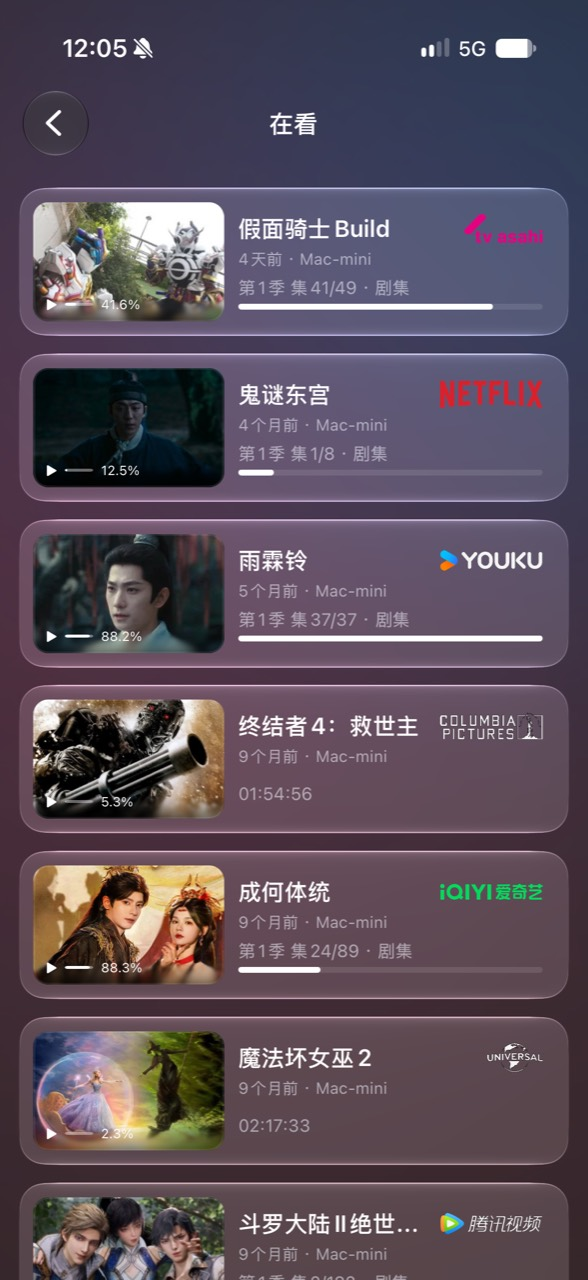 12:05
5G
在看
假面骑士Build
tv asahi
4天前 · Mac-mini
第1季 集41/49 · 剧集
41.6%
鬼谜东宫
NETFLIX
4个月前 · Mac-mini
第1季 集1/8 · 剧集
12.5%
雨霖铃
YOUKU
5个月前 · Mac-mini
第1季 集37/37 · 剧集
88.2%
终结者4：救世主
COLUMBIA
PICTURES
9个月前 · Mac-mini
01:54:56
5.3%
成何体统
iQIYI爱奇艺
9个月前 · Mac-mini
第1季 集24/89 · 剧集
88.3%
魔法坏女巫2
UNIVERSAL
9个月前 · Mac-mini
02:17:33
2.3%
斗罗大陆Ⅱ绝世...
腾讯视频
9个月前 · Mac-mini